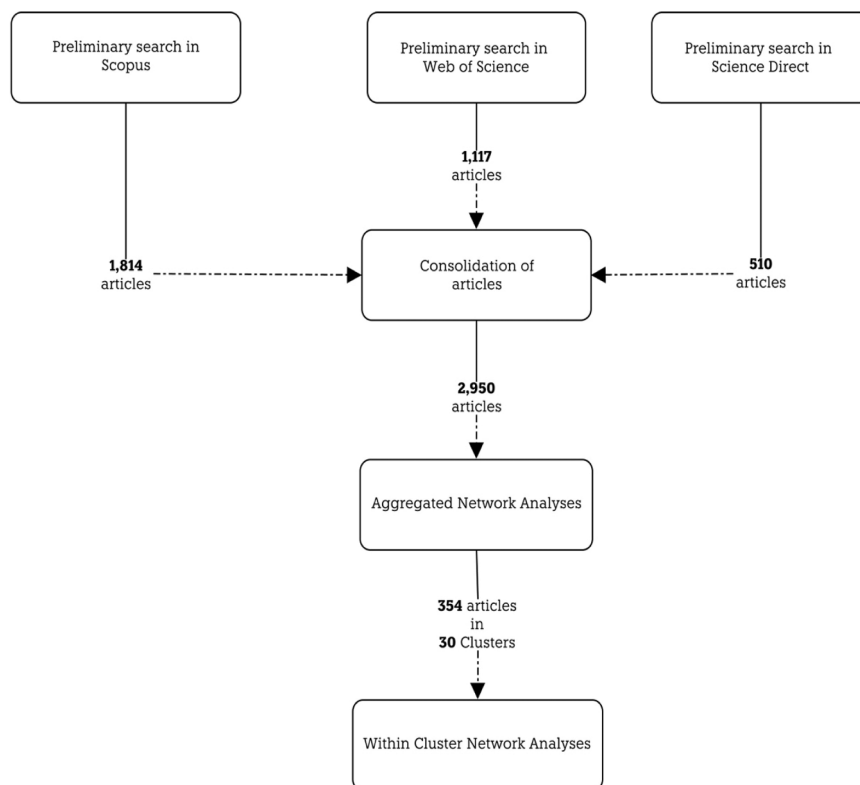 Preliminary search in
Scopus
Preliminary search in
Web of Science
Preliminary search in
Science Direct
1,117
articles
1,814
articles
Consolidation of
articles
510
articles
2,950
articles
Aggregated Network Analyses
354 articles
in
30 Clusters
Within Cluster Network Analyses